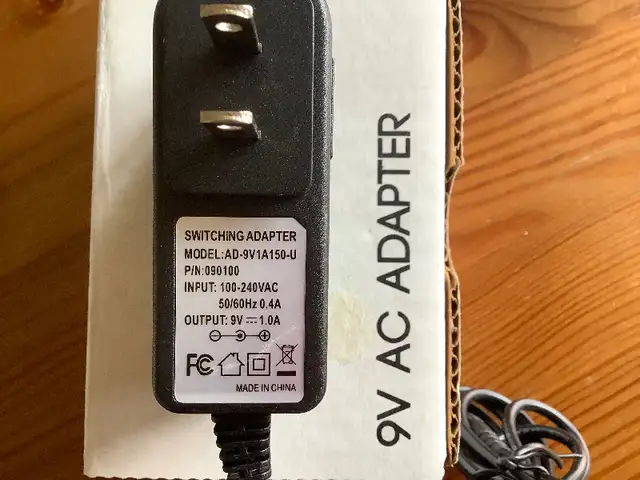 SWITCHING ADAPTER
MODEL:AD-9V1A150-U
P/N:090100
INPUT: 100-240VAC
50/60Hz 0.4A
OUTPUT: 9V ⎓ 1.0A
FC
MADE IN CHINA
9V AC ADAPTER